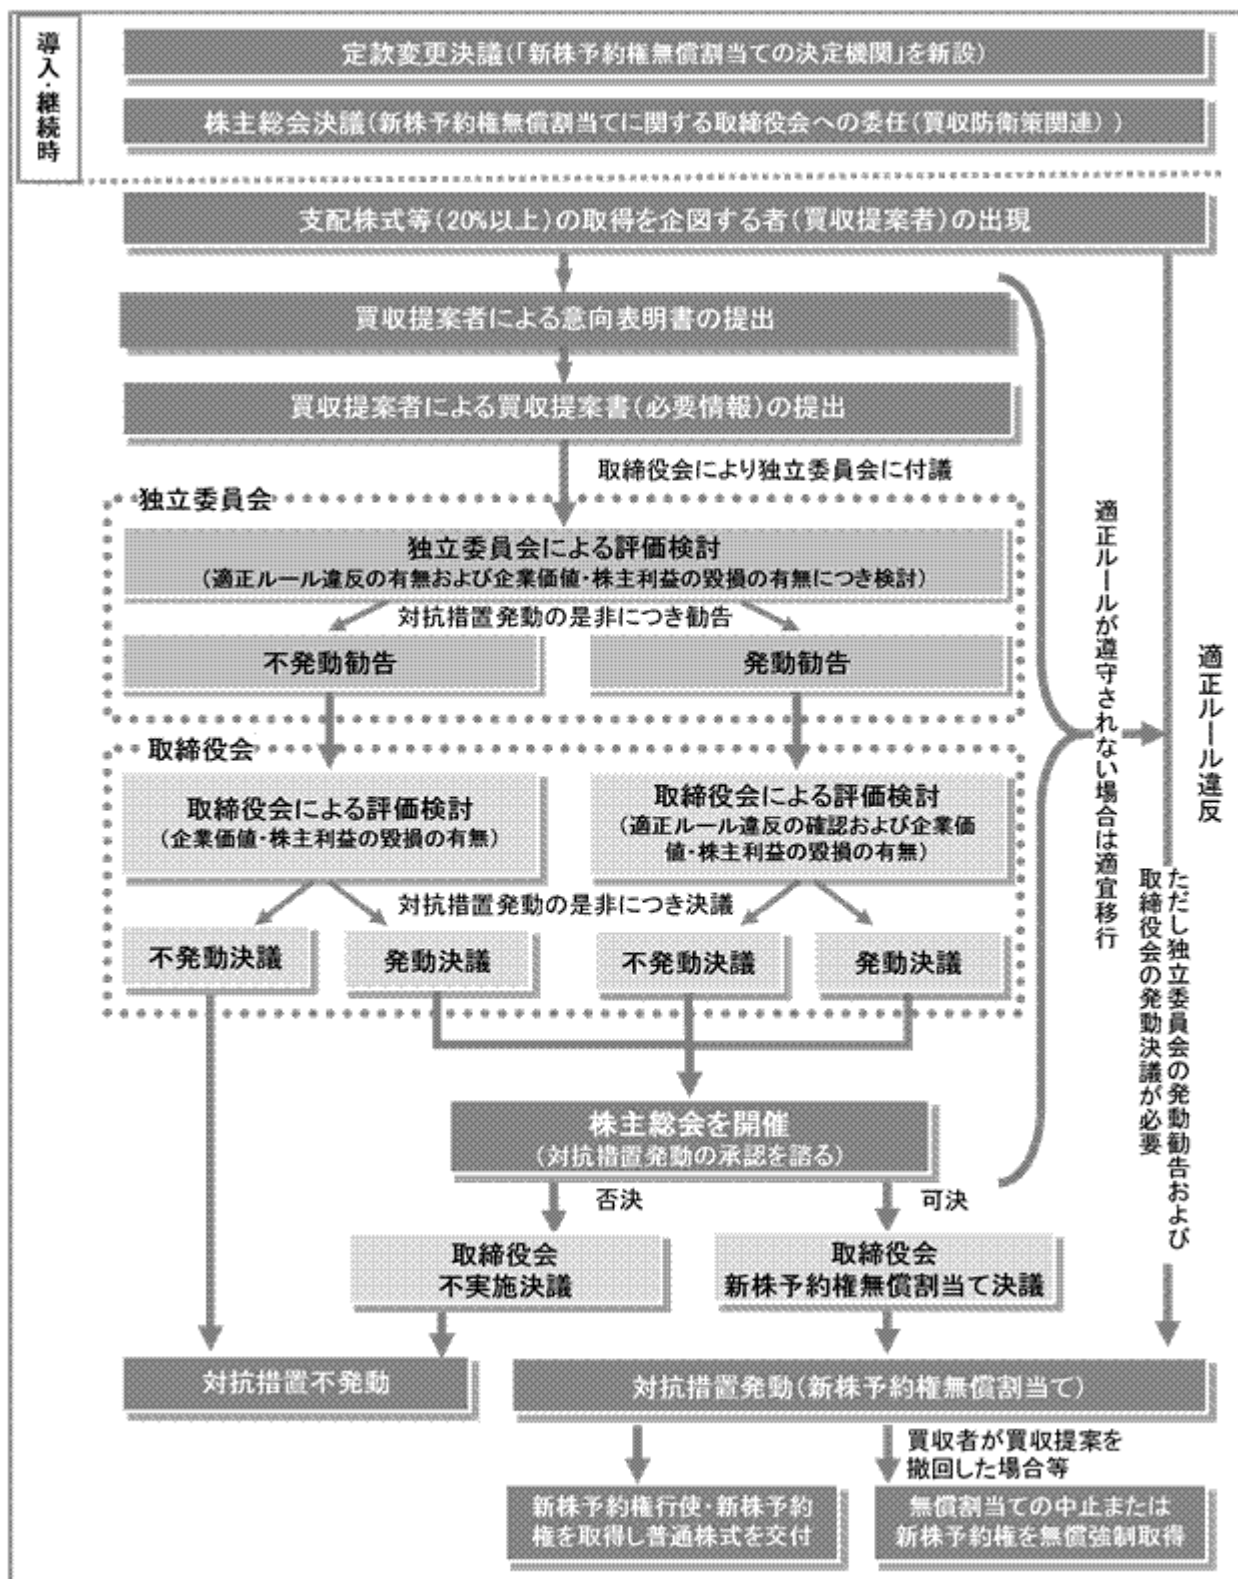 導入・継続時
定款変更決議(「新株予約権無償割当ての決定機関」を新設)
株主総会決議(新株予約権無償割当てに関する取締役会への委任(買収防衛策関連))
支配株式等(20%以上)の取得を企図する者(買収提案者)の出現
買収提案者による意向表明書の提出
買収提案者による買収提案書(必要情報)の提出
取締役会により独立委員会に付議
独立委員会
独立委員会による評価検討
(適正ルール違反の有無および企業価値・株主利益の毀損の有無につき検討)
対抗措置発動の是非につき勧告
不発動勧告
発動勧告
取締役会
取締役会による評価検討
(企業価値・株主利益の毀損の有無)
取締役会による評価検討
(適正ルール違反の確認および企業価
値・株主利益の毀損の有無)
対抗措置発動の是非につき決議
不発動決議
発動決議
不発動決議
発動決議
株主総会を開催
(対抗措置発動の承認を諮る)
否決
可決
取締役会
不実施決議
取締役会
新株予約権無償割当て決議
適正ルールが遵守されない場合は適宜移行
適正ルール違反
ただし独立委員会の発動勧告および
取締役会の発動決議が必要
対抗措置不発動
対抗措置発動(新株予約権無償割当て)
買収者が買収提案を
撤回した場合等
新株予約権行使・新株予約
権を取得し普通株式を交付
無償割当ての中止または
新株予約権を無償強制取得